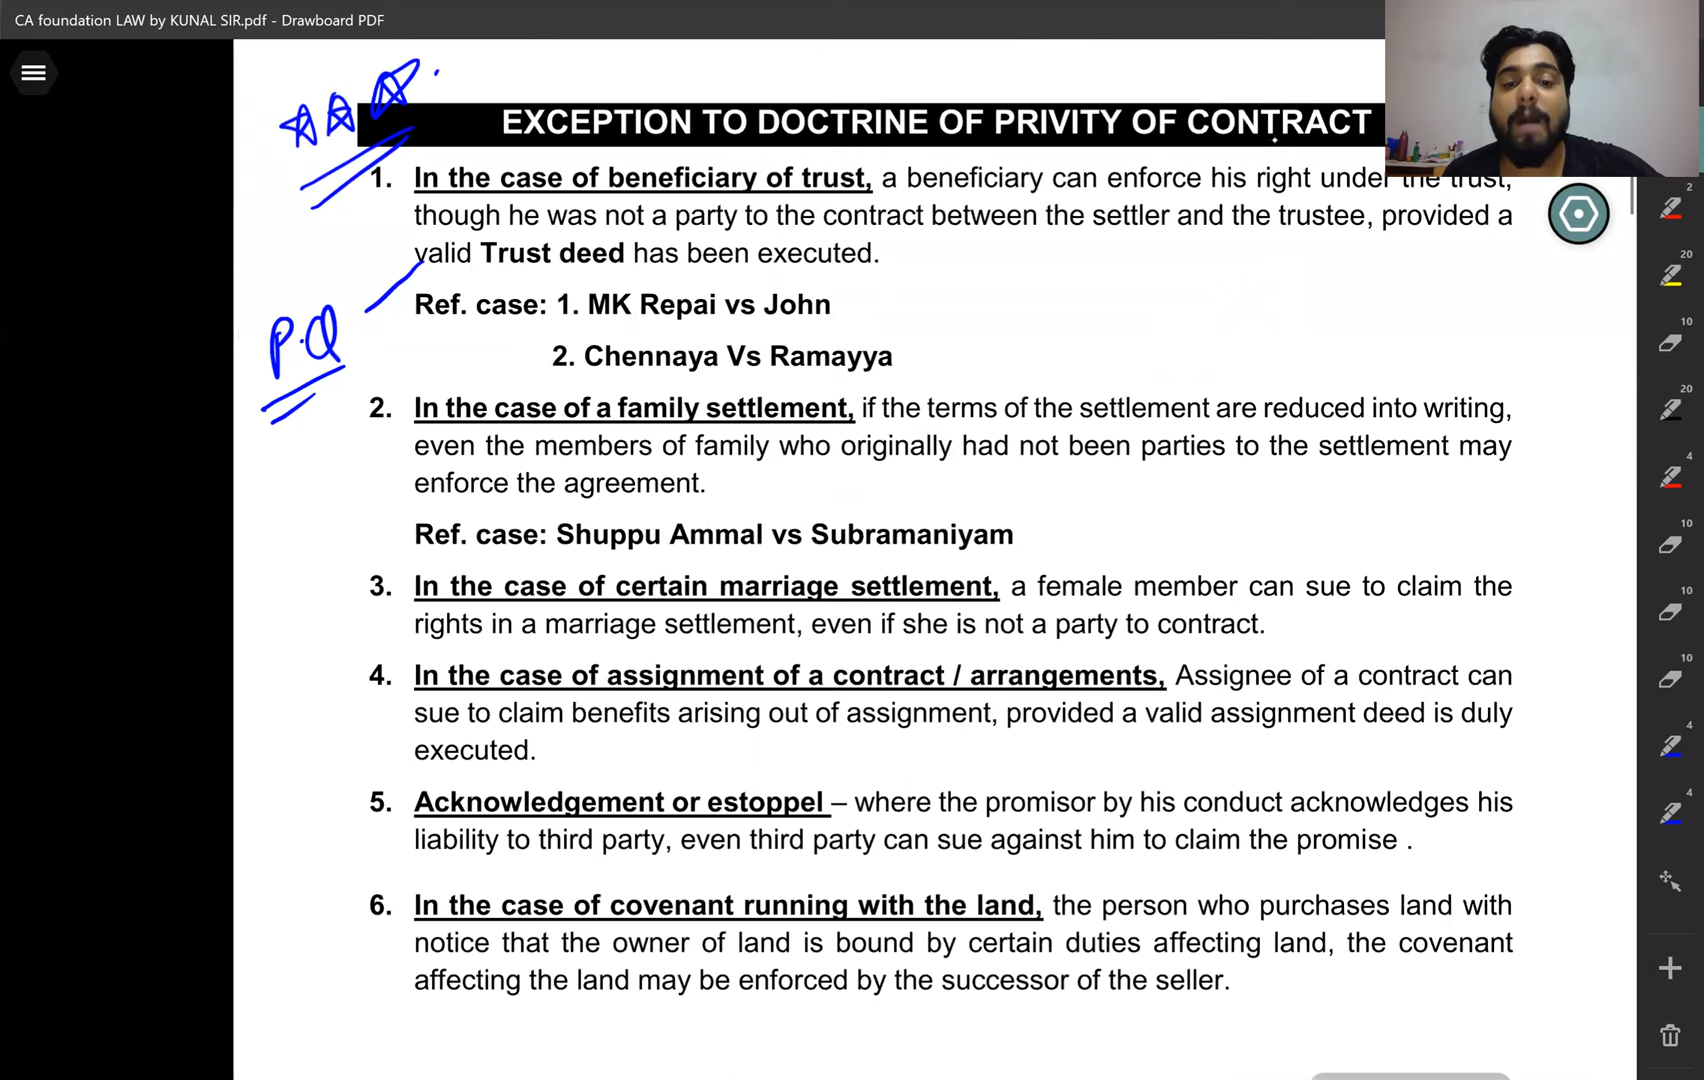 CA foundation LAW by KUNAL SIR.pdf - Drawboard PDF
EXCEPTION TO DOCTRINE OF PRIVITY OF CONTRACT
1. In the case of beneficiary of trust, a beneficiary can enforce his right under the trust,
though he was not a party to the contract between the settler and the trustee, provided a
valid Trust deed has been executed.
Ref. case: 1. MK Repai vs John
P.Q
2. Chennaya Vs Ramayya
2. In the case of a family settlement, if the terms of the settlement are reduced into writing,
even the members of family who originally had not been parties to the settlement may
enforce the agreement.
Ref. case: Shuppu Ammal vs Subramaniyam
3. In the case of certain marriage settlement, a female member can sue to claim the
rights in a marriage settlement, even if she is not a party to contract.
4. In the case of assignment of a contract / arrangements, Assignee of a contract can
sue to claim benefits arising out of assignment, provided a valid assignment deed is duly
executed.
5. Acknowledgement or estoppel – where the promisor by his conduct acknowledges his
liability to third party, even third party can sue against him to claim the promise .
6. In the case of covenant running with the land, the person who purchases land with
notice that the owner of land is bound by certain duties affecting land, the covenant
affecting the land may be enforced by the successor of the seller.
2
20
10
20
4
10
10
10
4
4